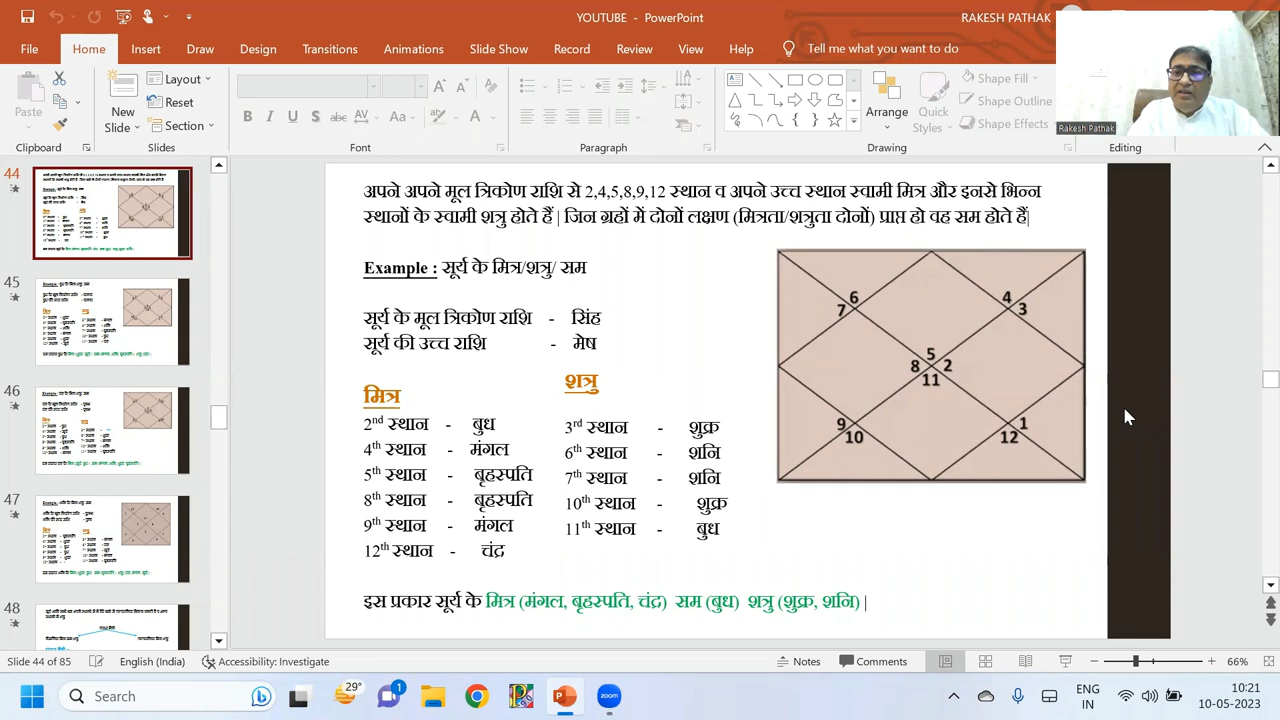 YOUTUBE - PowerPoint
RAKESH PATHAK
File Home Insert Draw Design Transitions Animations Slide Show Record Review View Help Tell me what you want to do
Paste
New Slide
Layout
Reset
Section
Arrange
Quick Styles
Shape Fill
Shape Outline
Shape Effects
Editing
Clipboard Slides Font Paragraph Drawing Editing
Rakesh Pathak
44
45
46
47
48
अपने अपने मूल त्रिकोण राशि से 2,4,5,8,9,12 स्थान व अपने उच्च स्थान स्वामी मित्र और इनसे भिन्न
स्थानों के स्वामी शत्रु होते हैं | जिन ग्रहों में दोनों लक्षण (मित्रता/शत्रुता दोनों) प्राप्त हो वह सम होते हैं|
Example : सूर्य के मित्र/शत्रु/ सम
सूर्य के मूल त्रिकोण राशि - सिंह
सूर्य की उच्च राशि - मेष
मित्र
2nd स्थान - बुध
4th स्थान - मंगल
5th स्थान - बृहस्पति
8th स्थान - बृहस्पति
9th स्थान - मंगल
12th स्थान - चंद्र
शत्रु
3rd स्थान - शुक्र
6th स्थान - शनि
7th स्थान - शनि
10th स्थान - शुक्र
11th स्थान - बुध
6 4
7 3
5
8 2
11
9 1
10 12
इस प्रकार सूर्य के मित्र (मंगल, बृहस्पति, चंद्र) सम (बुध) शत्रु (शुक्र, शनि) |
Slide 44 of 85 English (India) Accessibility: Investigate Notes Comments 66%
Search 29° 1 zoom ENG 10:21
IN 10-05-2023